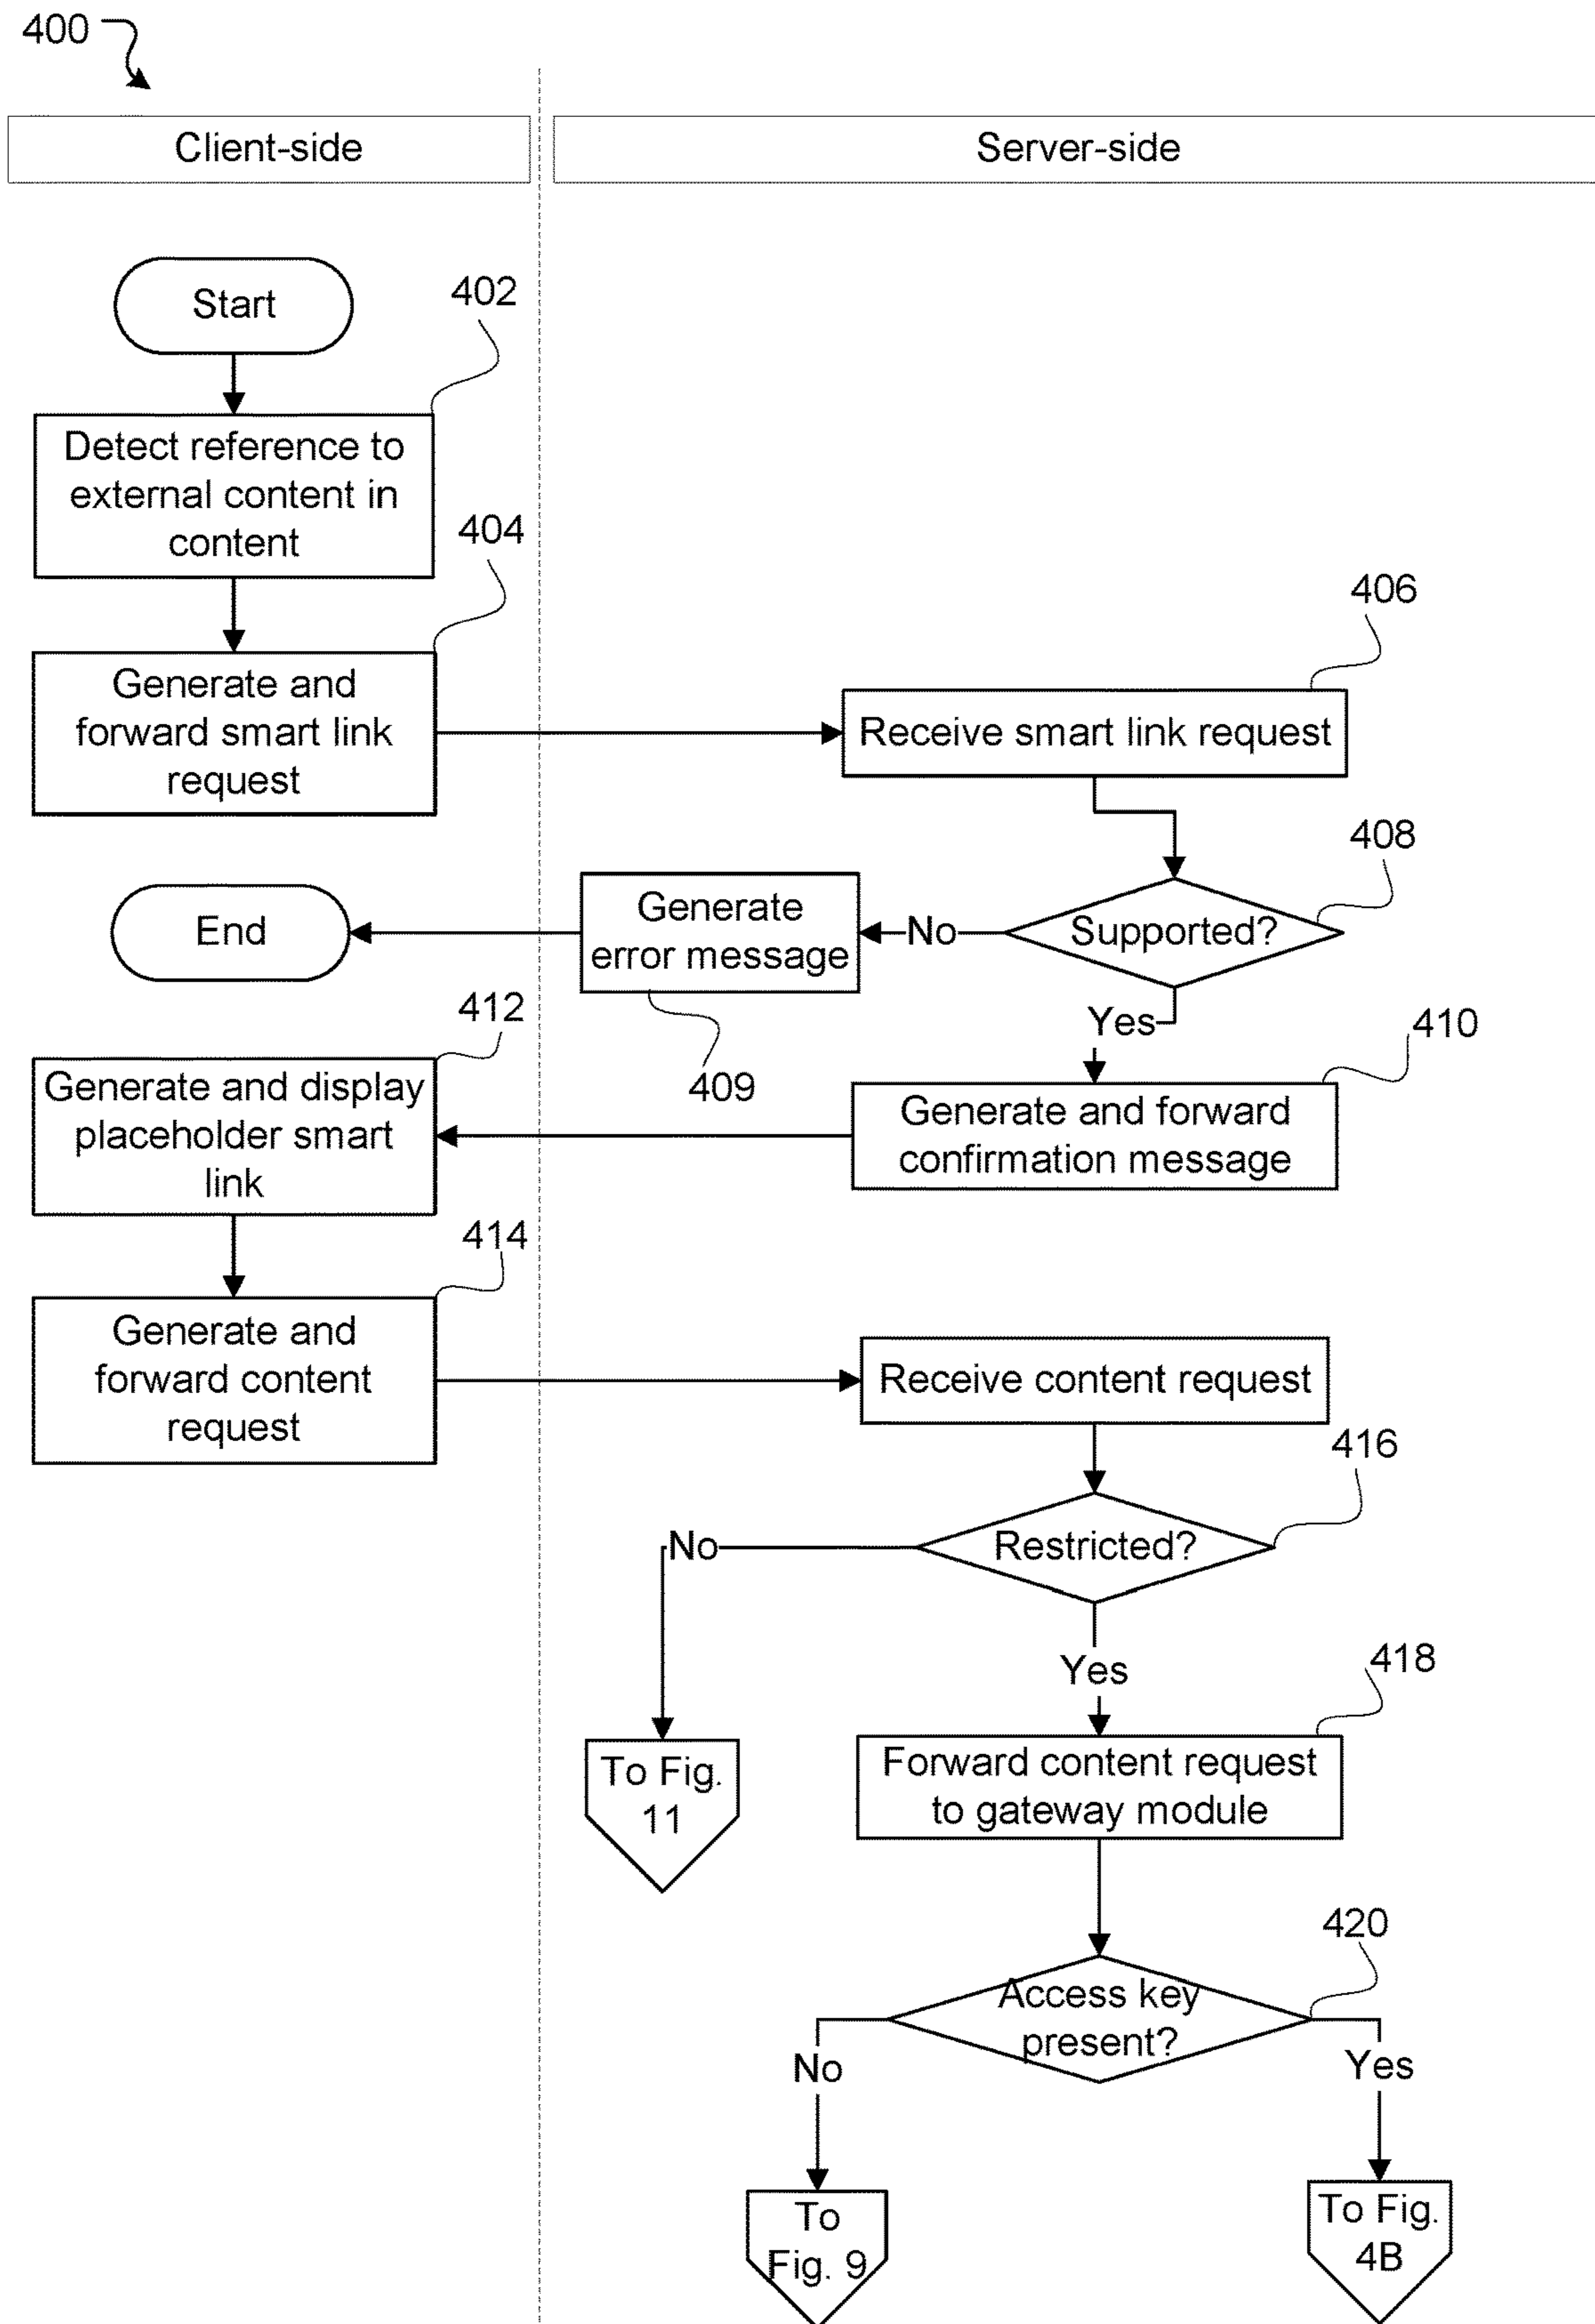 400
Client-side
Server-side
Start
402
Detect reference to
external content in
content
404
Generate and
forward smart link
request
406
Receive smart link request
408
Supported?
No
Generate
error message
409
End
Yes
410
Generate and forward
confirmation message
412
Generate and display
placeholder smart
link
414
Generate and
forward content
request
Receive content request
416
Restricted?
No
To Fig.
11
Yes
418
Forward content request
to gateway module
420
Access key
present?
No
Yes
To
Fig. 9
To Fig.
4B